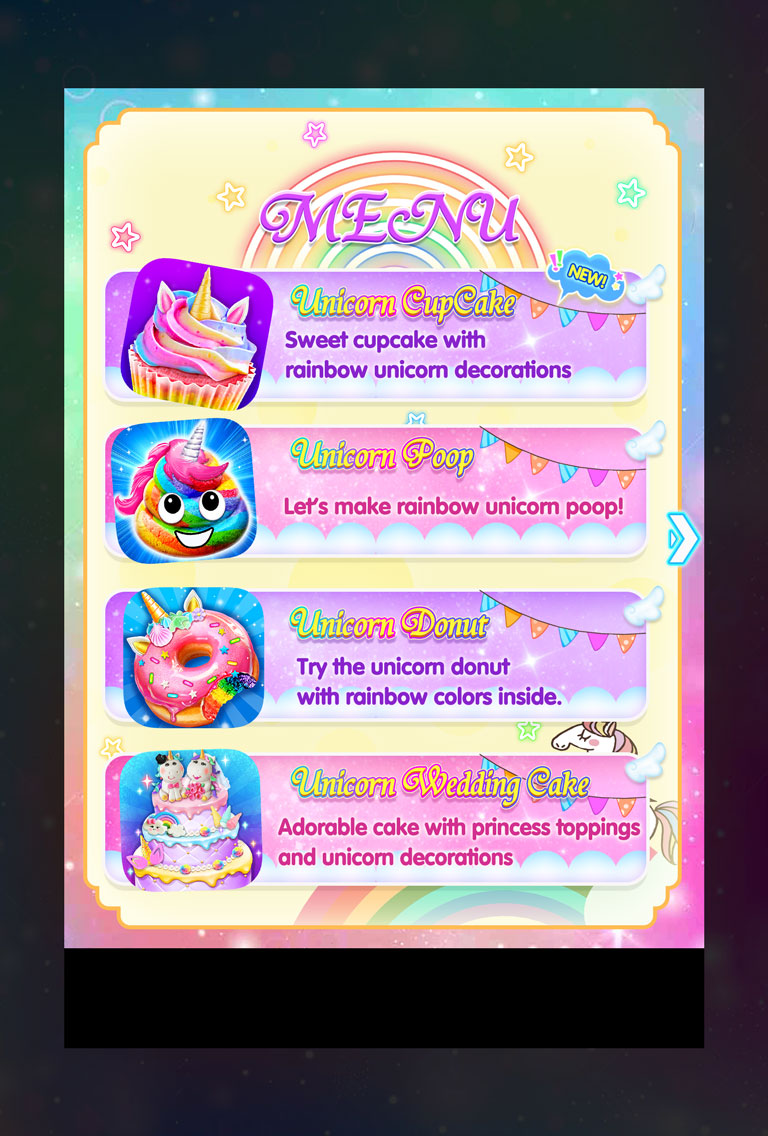 MENU
NEW!
Unicorn CupCake
Sweet cupcake with
rainbow unicorn decorations
Unicorn Poop
Let's make rainbow unicorn poop!
Unicorn Donut
Try the unicorn donut
with rainbow colors inside.
Unicorn Wedding Cake
Adorable cake with princess toppings
and unicorn decorations